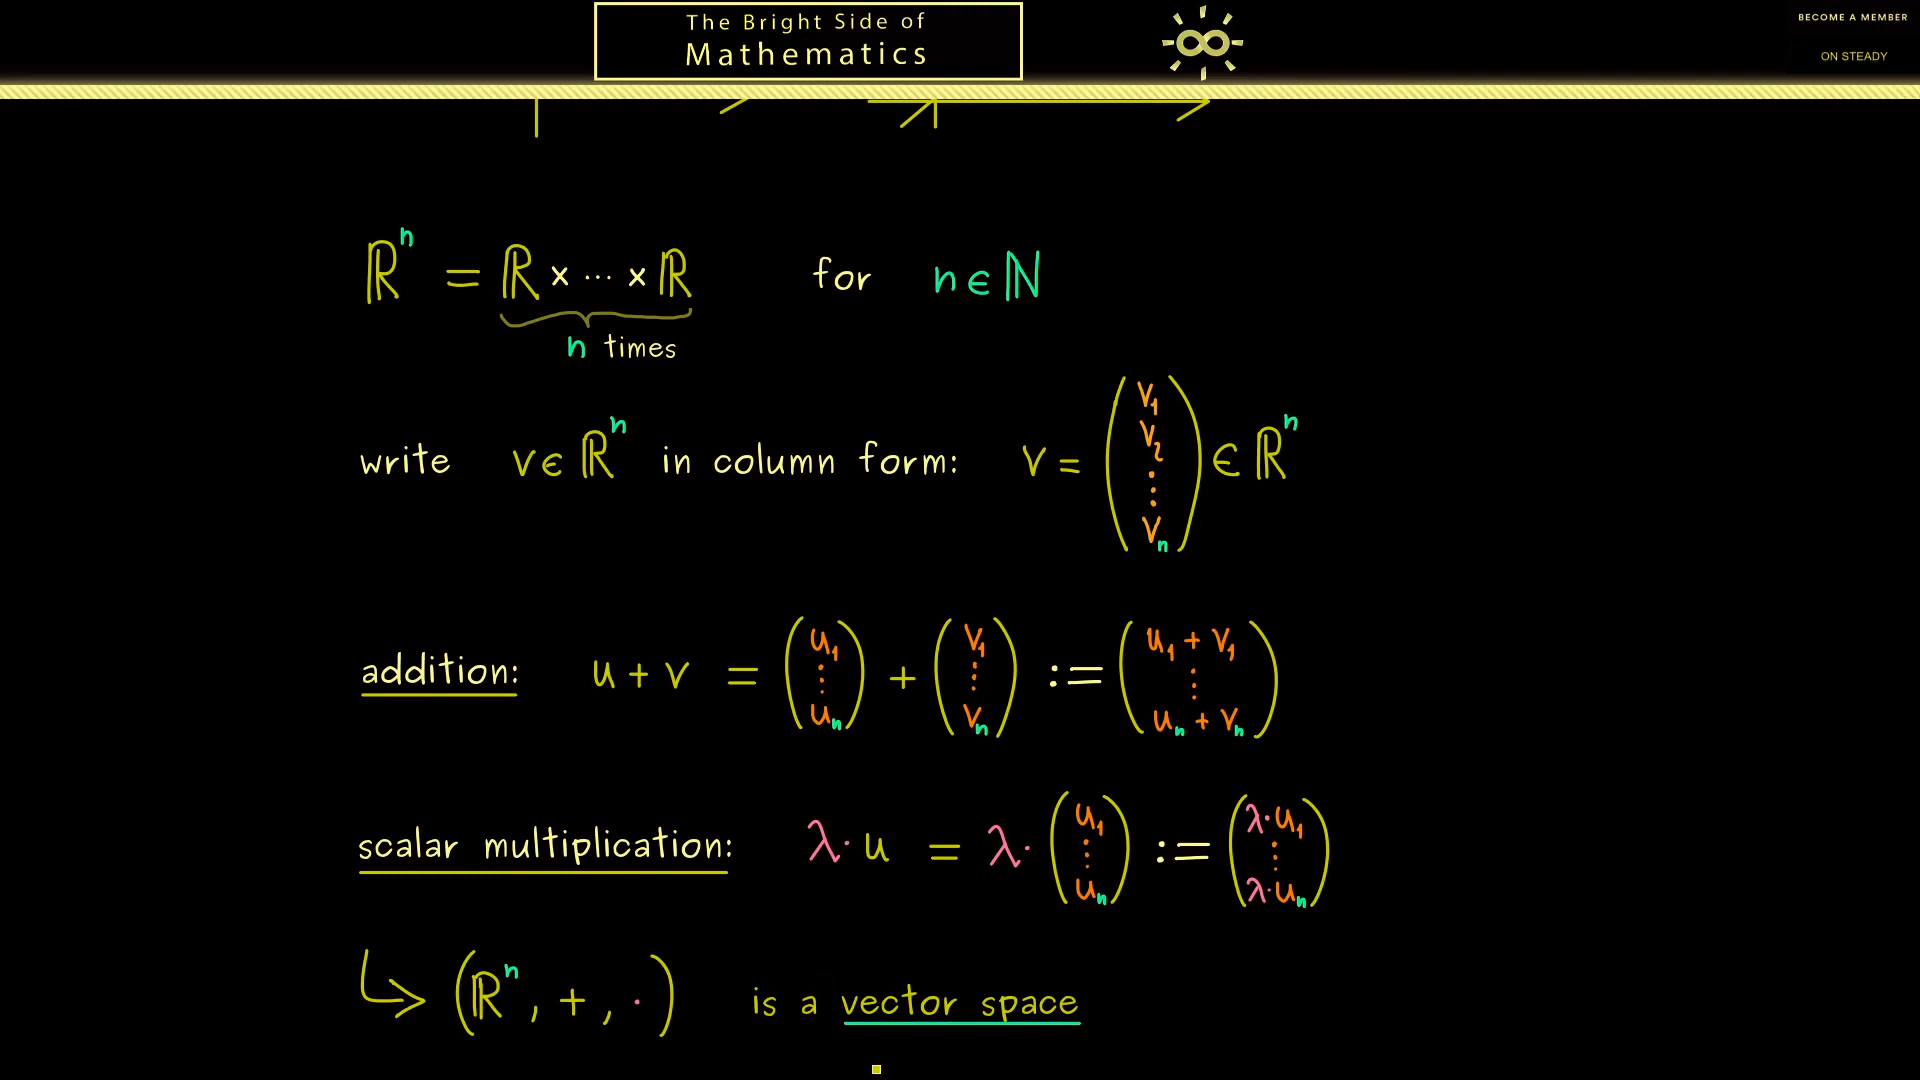 The Bright Side of
Mathematics
BECOME A MEMBER
ON STEADY
ℝⁿ = ℝ × ⋯ × ℝ for n ∈ ℕ
n times
write v ∈ ℝⁿ in column form: v = (v₁ v₂ ⋮ vₙ) ∈ ℝⁿ
addition: u + v = (u₁ ⋮ uₙ) + (v₁ ⋮ vₙ) := (u₁ + v₁ ⋮ uₙ + vₙ)
scalar multiplication: λ · u = λ · (u₁ ⋮ uₙ) := (λ · u₁ ⋮ λ · uₙ)
↳ (ℝⁿ, +, ·) is a vector space